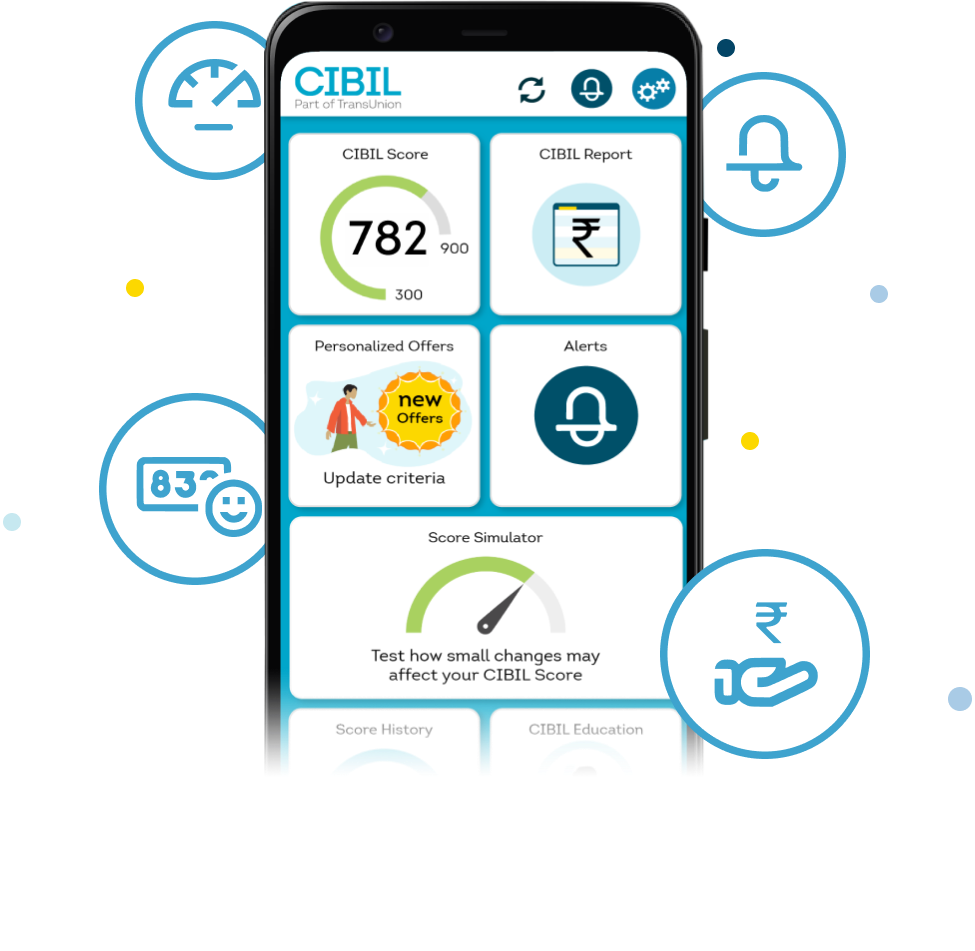 CIBIL
Part of TransUnion
CIBIL Score
782
900
300
CIBIL Report
₹
Personalized Offers
new
Offers
Update criteria
Alerts
Score Simulator
Test how small changes may
affect your CIBIL Score
Score History
CIBIL Education
₹